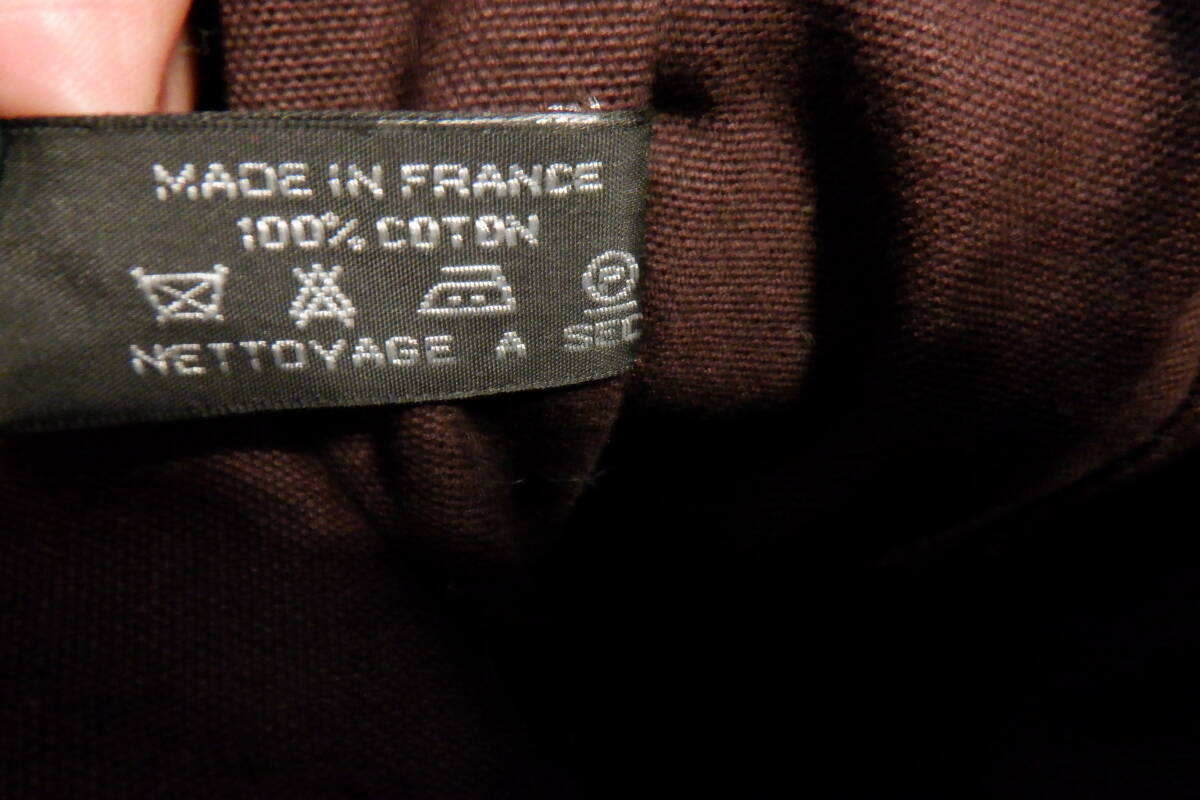 MADE IN FRANCE
100% COTON
P
NETTOYAGE A SEC